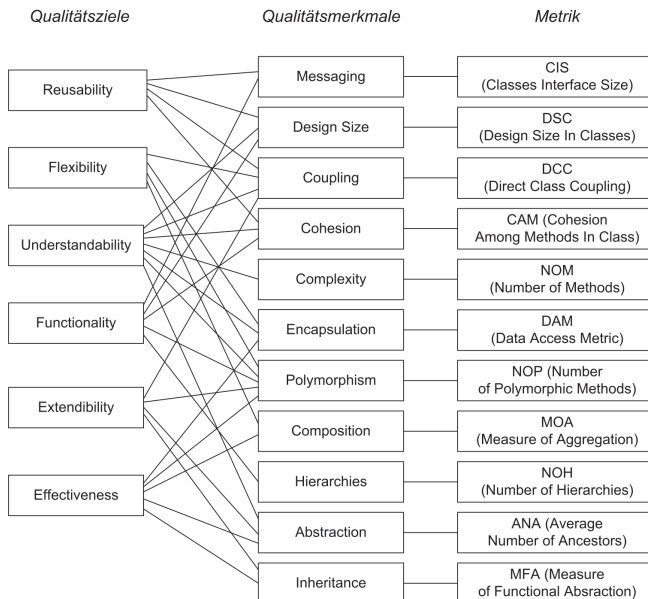 Qualitätsziele
Qualitätsmerkmale
Metrik
Reusability
Flexibility
Understandability
Functionality
Extendibility
Effectiveness
Messaging
Design Size
Coupling
Cohesion
Complexity
Encapsulation
Polymorphism
Composition
Hierarchies
Abstraction
Inheritance
CIS
(Classes Interface Size)
DSC
(Design Size In Classes)
DCC
(Direct Class Coupling)
CAM (Cohesion
Among Methods In Class)
NOM
(Number of Methods)
DAM
(Data Access Metric)
NOP (Number
of Polymorphic Methods)
MOA
(Measure of Aggregation)
NOH
(Number of Hierarchies)
ANA (Average
Number of Ancestors)
MFA (Measure
of Functional Absraction)